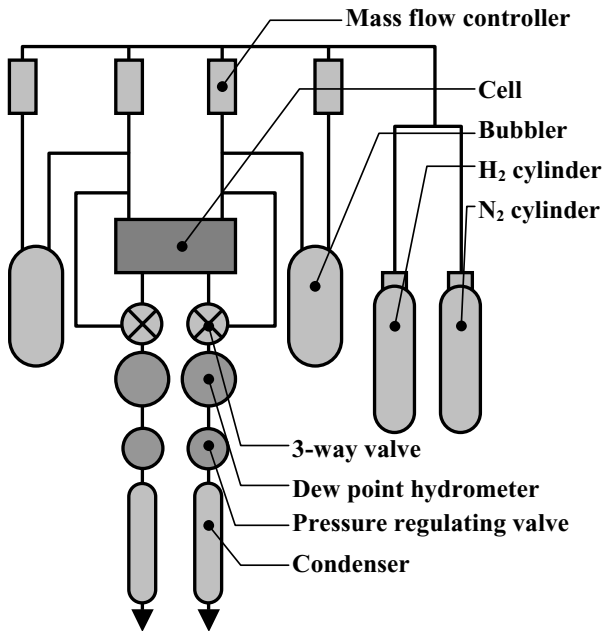 Mass flow controller
Cell
Bubbler
H₂ cylinder
N₂ cylinder
3-way valve
Dew point hydrometer
Pressure regulating valve
Condenser